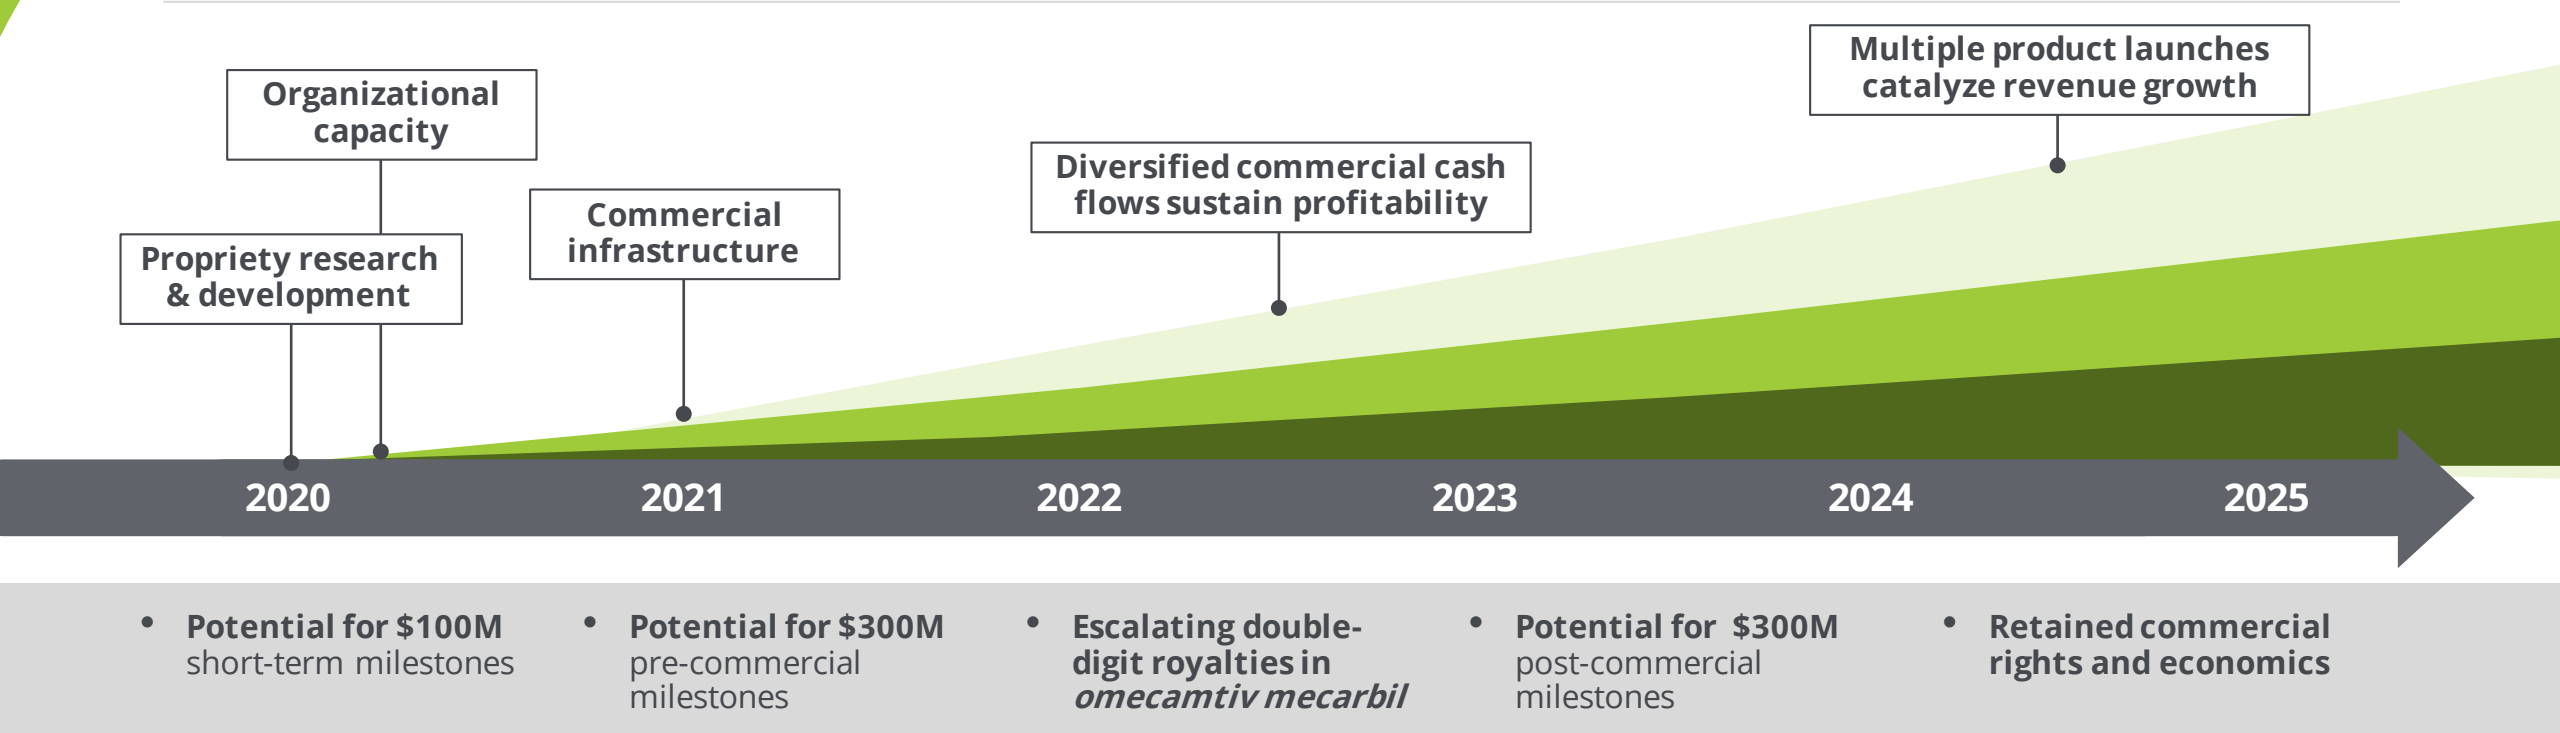 Organizational
capacity
Propriety research
& development
Commercial
infrastructure
Diversified commercial cash
flows sustain profitability
Multiple product launches
catalyze revenue growth
2020
2021
2022
2023
2024
2025
• Potential for $100M
short-term milestones
• Potential for $300M
pre-commercial
milestones
• Escalating double-
digit royalties in
omecamtiv mecarbil
• Potential for $300M
post-commercial
milestones
• Retained commercial
rights and economics